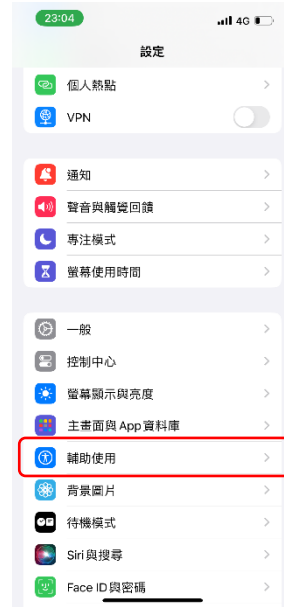 23:04 4G
設定
個人熱點
VPN
通知
聲音與觸覺回饋
專注模式
螢幕使用時間
一般
控制中心
螢幕顯示與亮度
主畫面與 App 資料庫
輔助使用
背景圖片
待機模式
Siri 與搜尋
Face ID 與密碼